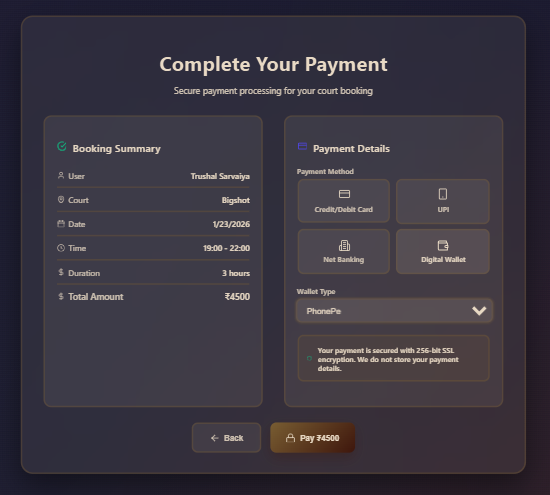 Complete Your Payment
Secure payment processing for your court booking
Booking Summary
User Trushal Sarvaiya
Court Bigshot
Date 1/23/2026
Time 19:00 - 22:00
Duration 3 hours
Total Amount ₹4500
Payment Details
Payment Method
Credit/Debit Card
UPI
Net Banking
Digital Wallet
Wallet Type
PhonePe
Your payment is secured with 256-bit SSL
encryption. We do not store your payment
details.
Back
Pay ₹4500